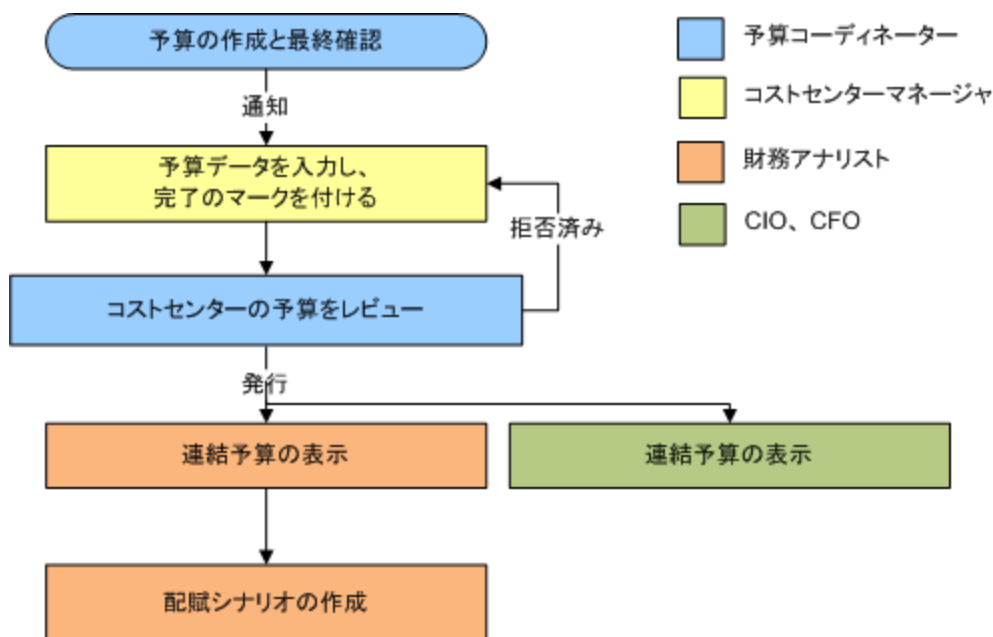 予算の作成と最終確認
通知
予算データを入力し、
完了のマークを付ける
拒否済み
コストセンターの予算をレビュー
発行
連結予算の表示
連結予算の表示
配賦シナリオの作成
予算コーディネーター
コストセンターマネージャ
財務アナリスト
CIO、CFO